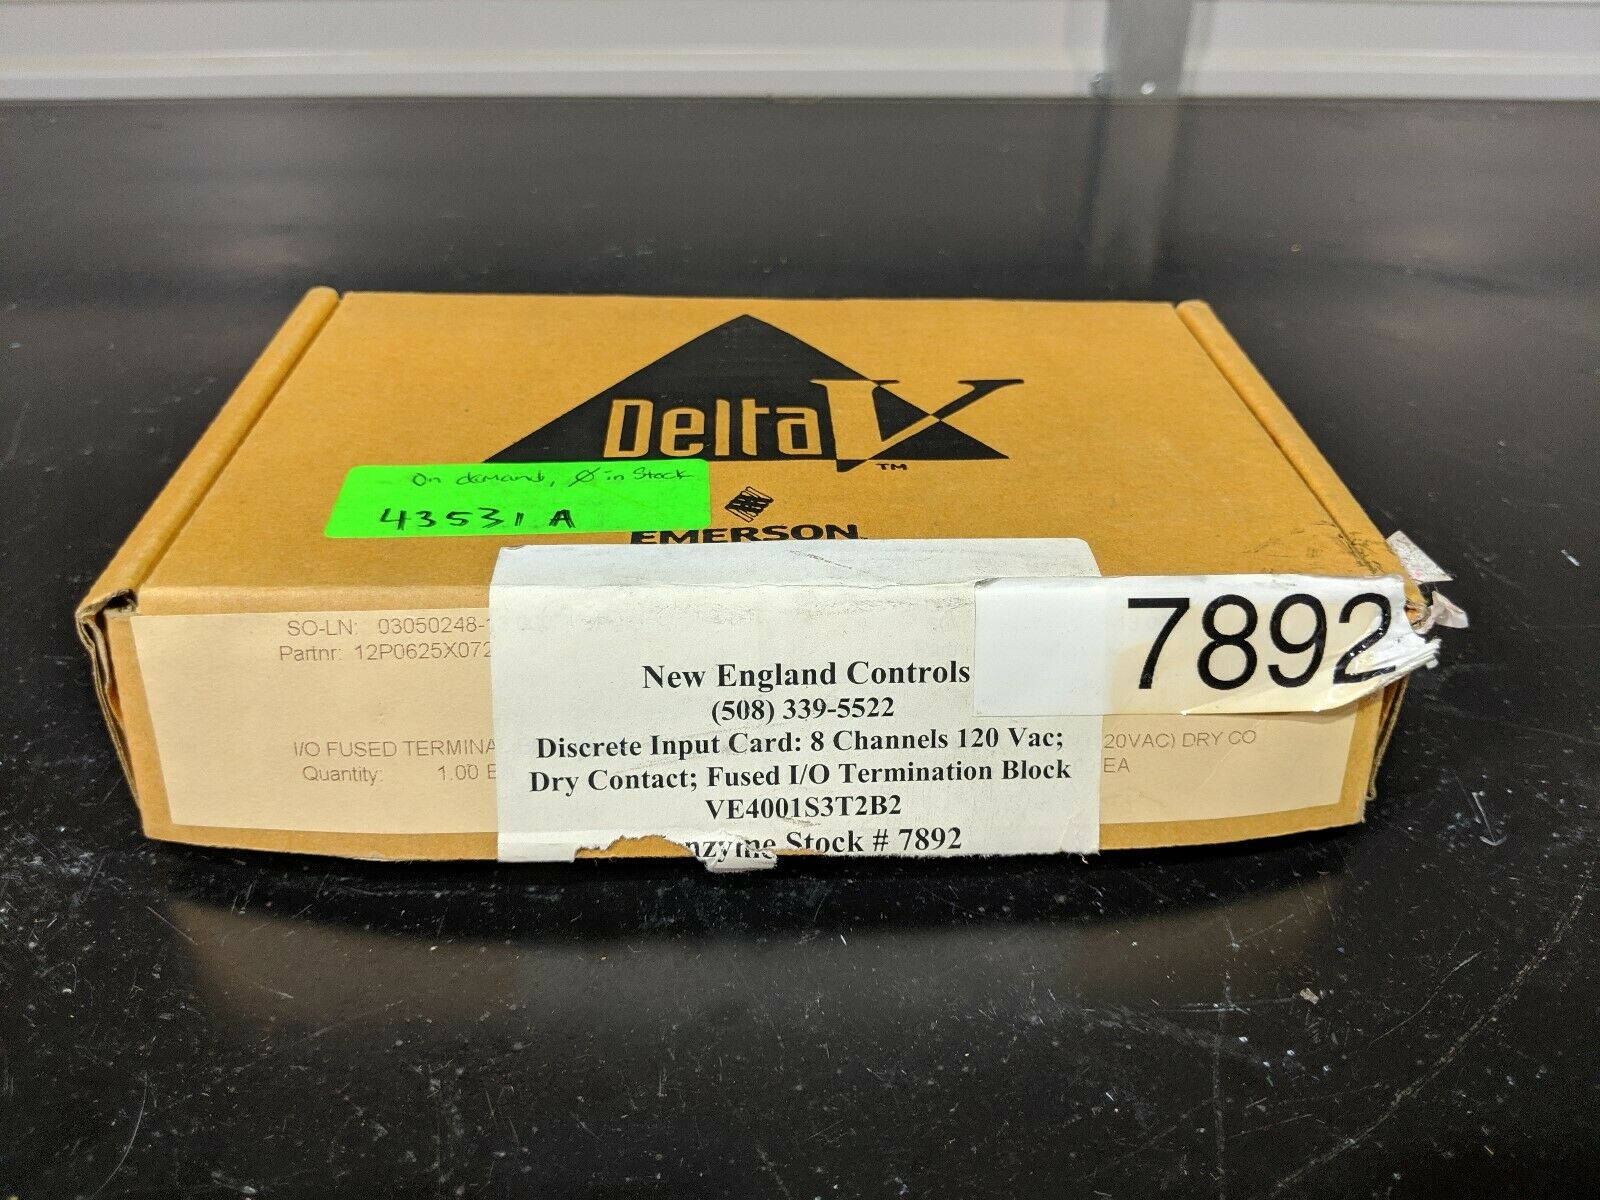 DeltaV
TM
On demand, Ø in Stock
43531 A
EMERSON
SO-LN: 03050248-
Partnr: 12P0625X072
7892
New England Controls
(508) 339-5522
I/O FUSED TERMINA
20VAC) DRY CO
Discrete Input Card: 8 Channels 120 Vac;
Quantity: 1.00 E
EA
Dry Contact; Fused I/O Termination Block
VE4001S3T2B2
nzyme Stock # 7892